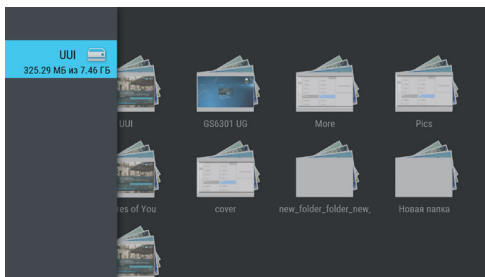 UUI
325.29 МБ из 7.46 ГБ
UUI
GS6301 UG
More
Pics
res of You
cover
new_folder_folder_new_
Новая папка